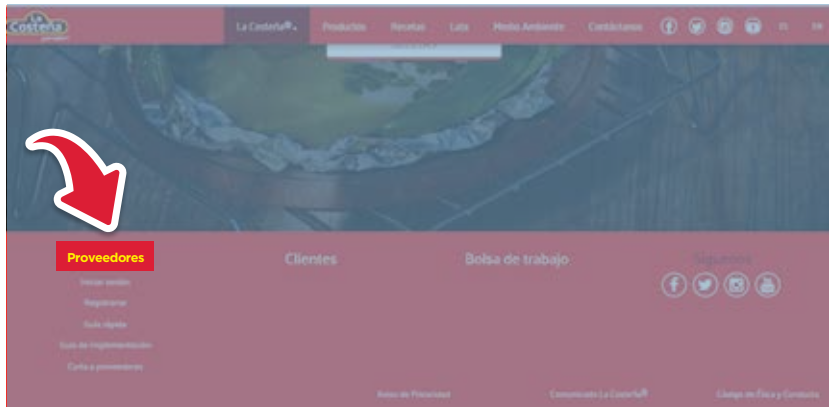 La Costeña
La Costeña® Productos Recetas Lata Medio Ambiente Contáctanos ES EN
Proveedores Clientes Bolsa de trabajo Síguenos
Iniciar sesión
Registrarse
Guía rápida
Guía de implementación
Carta a proveedores
Aviso de Privacidad Comunicado La Costeña® Código de Ética y Conducta